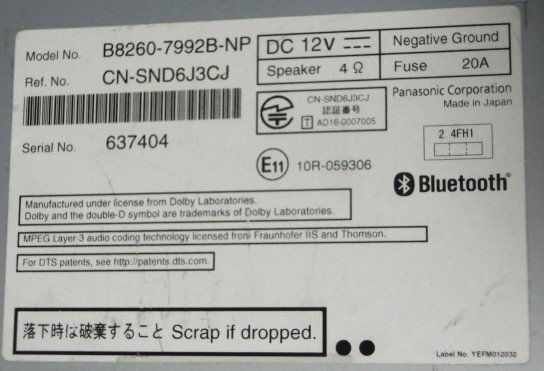 Model No. B8260-7992B-NP
Ref. No. CN-SND6J3CJ
Serial No. 637404
DC 12V
Negative Ground
Speaker 4 Ω
Fuse 20A
CN-SND6J3CJ
認証番号
T AD16-0007005
Panasonic Corporation
Made in Japan
2 4FH1
E11 10R-059306
Bluetooth®
Manufactured under license from Dolby Laboratories.
Dolby and the double-D symbol are trademarks of Dolby Laboratories.
MPEG Layer-3 audio coding technology licensed from Fraunhofer IIS and Thomson.
For DTS patents, see http://patents.dts.com.
落下時は破棄すること Scrap if dropped.
Label No. YEFM012032